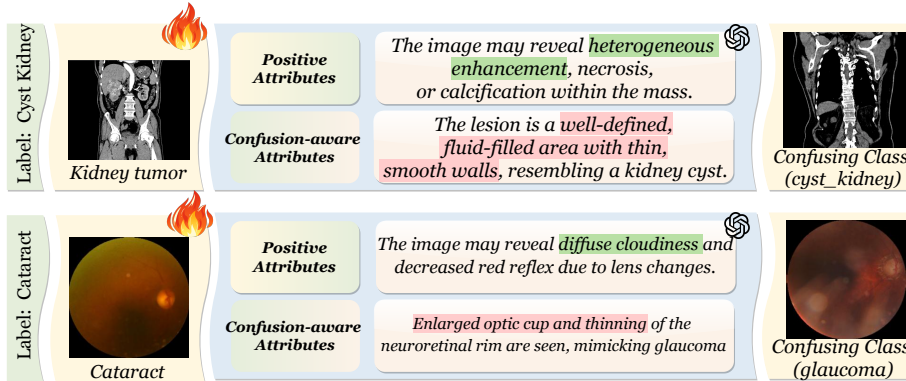 Label: Cyst Kidney
Kidney tumor
Positive
Attributes
The image may reveal heterogeneous
enhancement, necrosis,
or calcification within the mass.
Confusion-aware
Attributes
The lesion is a well-defined,
fluid-filled area with thin,
smooth walls, resembling a kidney cyst.
Confusing Class
(cyst_kidney)
Label: Cataract
Cataract
Positive
Attributes
The image may reveal diffuse cloudiness and
decreased red reflex due to lens changes.
Confusion-aware
Attributes
Enlarged optic cup and thinning of the
neuroretinal rim are seen, mimicking glaucoma
Confusing Class
(glaucoma)